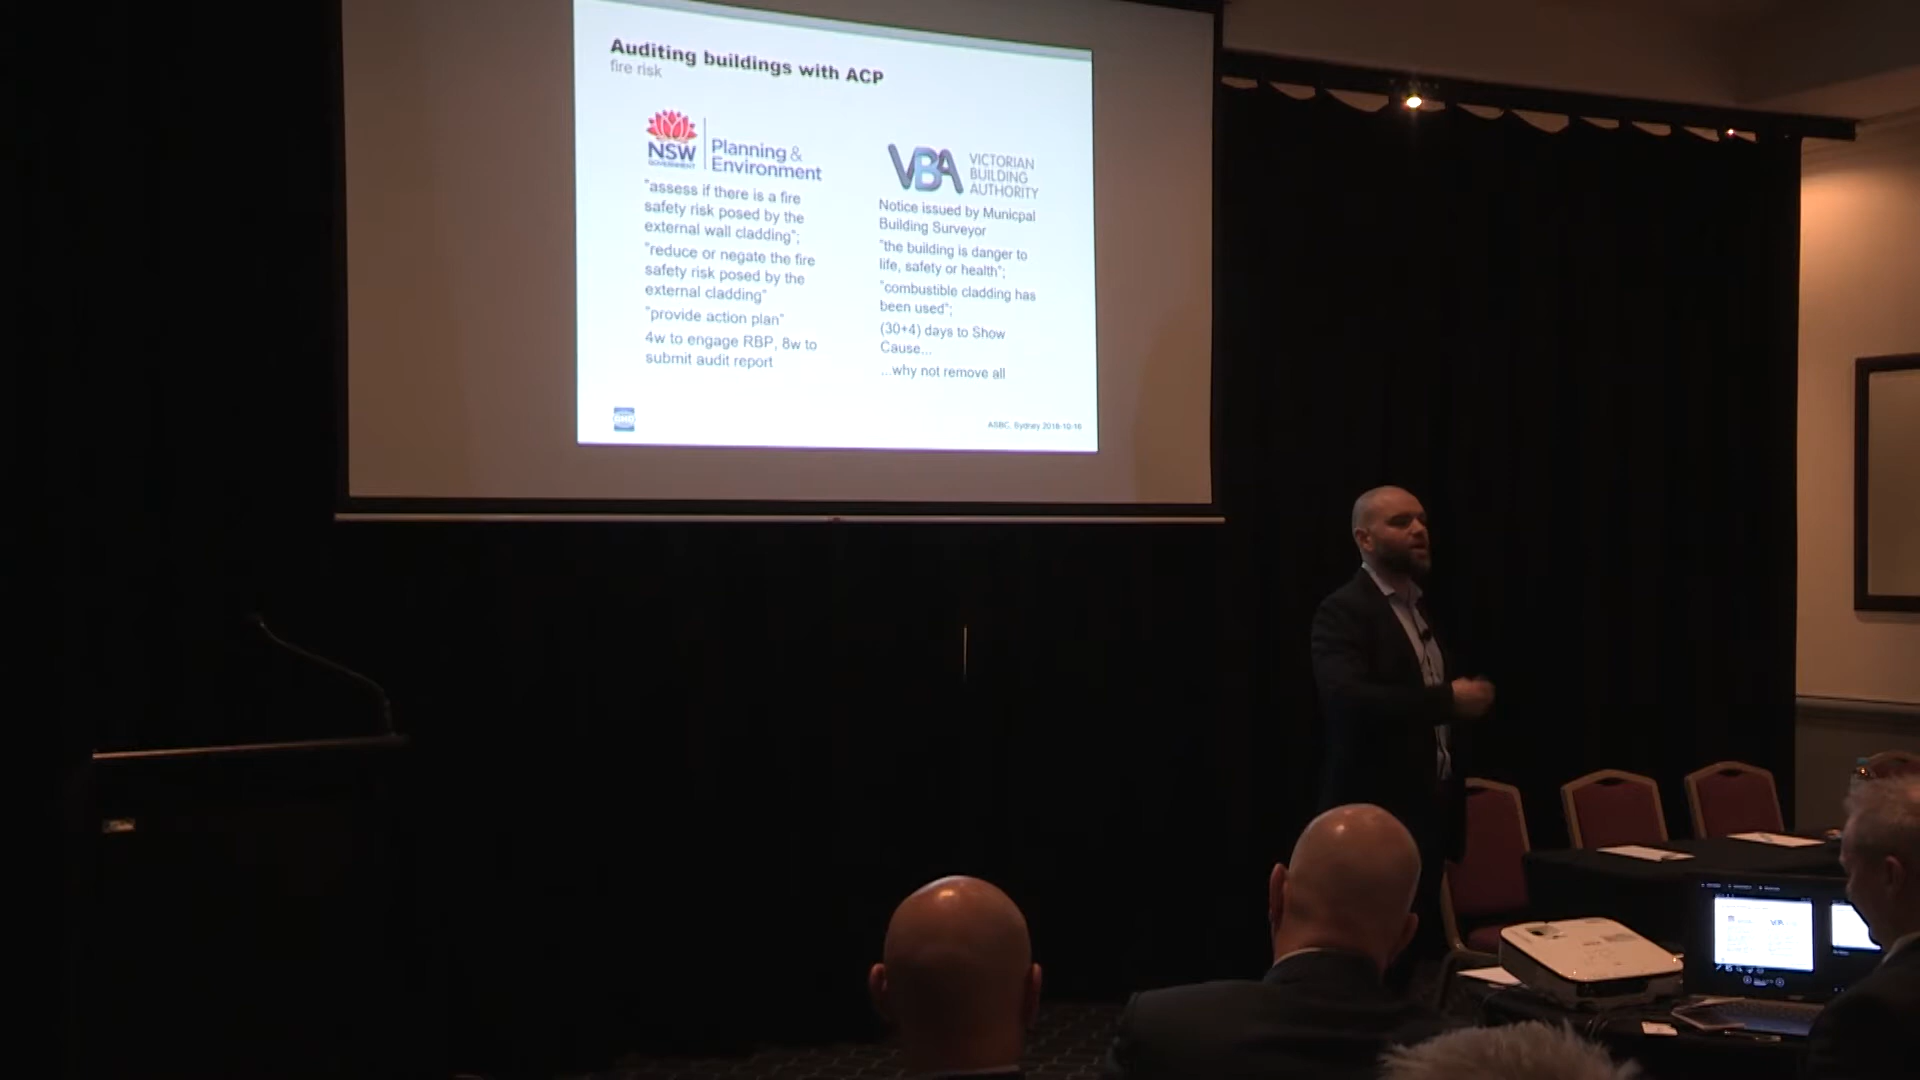 Auditing buildings with ACP
fire risk
NSW
GOVERNMENT
Planning &
Environment
"assess if there is a fire
safety risk posed by the
external wall cladding";
"reduce or negate the fire
safety risk posed by the
external cladding"
"provide action plan"
4w to engage RBP, 8w to
submit audit report
VBA
VICTORIAN
BUILDING
AUTHORITY
Notice issued by Municpal
Building Surveyor
"the building is danger to
life, safety or health";
"combustible cladding has
been used";
(30+4) days to Show
Cause...
...why not remove all
ASBC, Sydney 2018-10-16